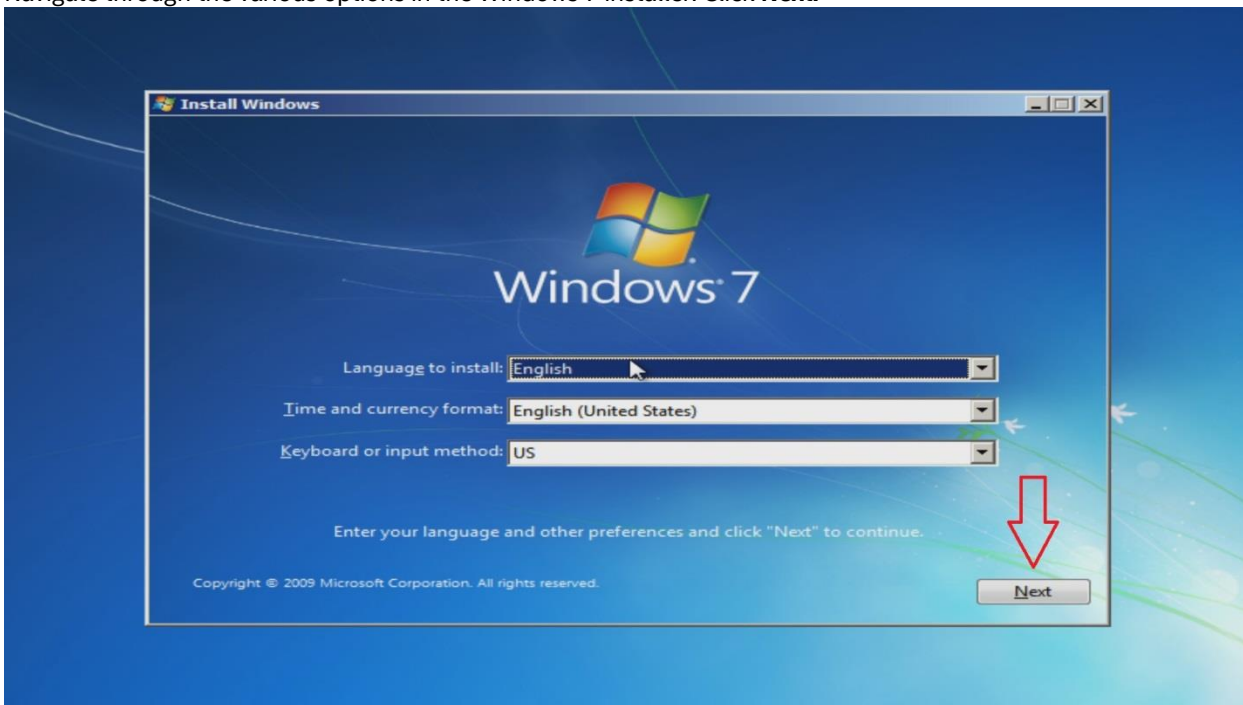 Navigate through the various options in the Windows 7 installer. Click Next.
Install Windows
Windows® 7
Language to install: English
Time and currency format: English (United States)
Keyboard or input method: US
Enter your language and other preferences and click "Next" to continue.
Copyright © 2009 Microsoft Corporation. All rights reserved.
Next